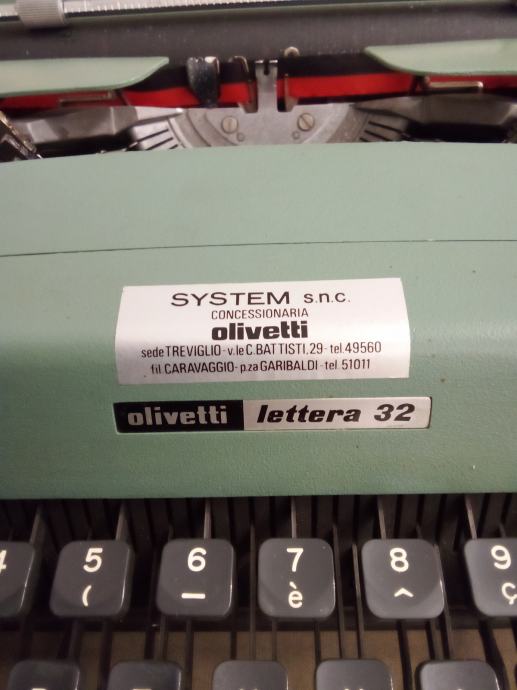 SYSTEM s.n.c.
CONCESSIONARIA
olivetti
sede TREVIGLIO - v.le C. BATTISTI, 29 - tel. 49560
fil. CARAVAGGIO - p.za GARIBALDI - tel. 51011
olivetti lettera 32
4 5 6 7 8 9
( _ è ^ ç